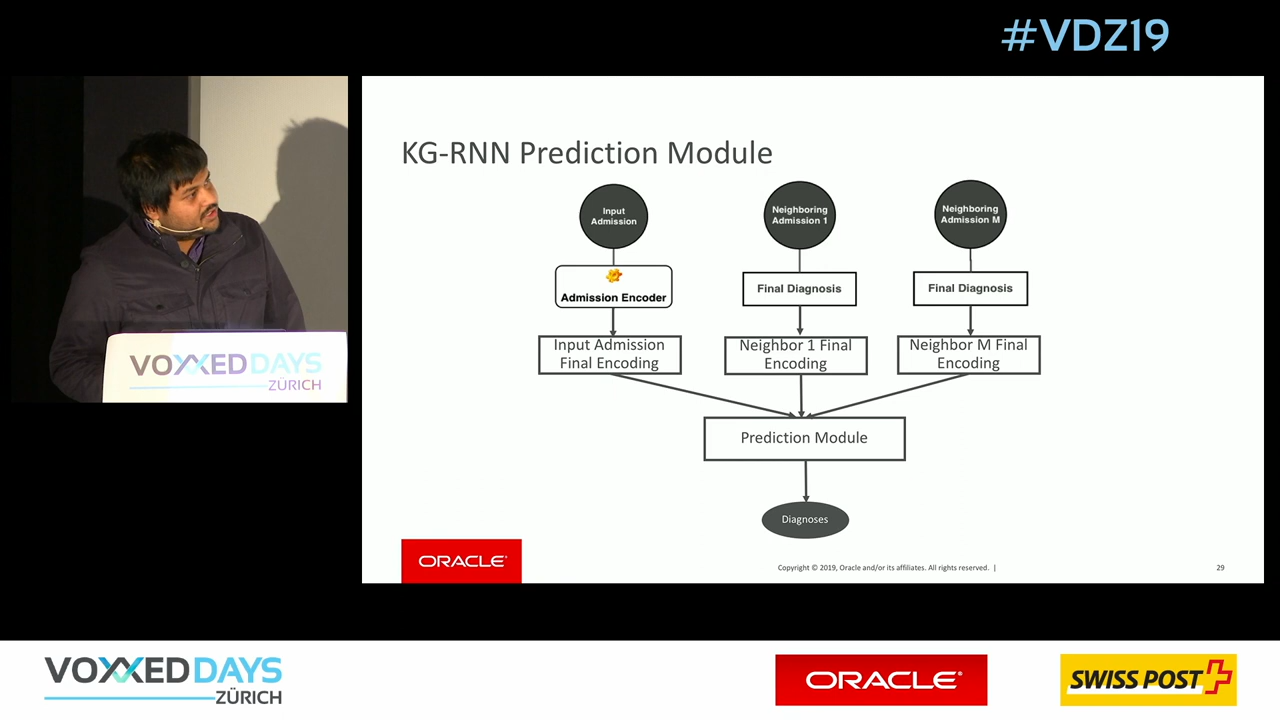 #VDZ19
KG-RNN Prediction Module
Input
Admission
Neighboring
Admission 1
Neighboring
Admission M
Admission Encoder
Final Diagnosis
Final Diagnosis
Input Admission
Final Encoding
Neighbor 1 Final
Encoding
Neighbor M Final
Encoding
Prediction Module
Diagnoses
ORACLE®
Copyright © 2019, Oracle and/or its affiliates. All rights reserved. |
29
VOXXED DAYS
ZÜRICH
VOXXED DAYS
ZÜRICH
ORACLE®
SWISS POST